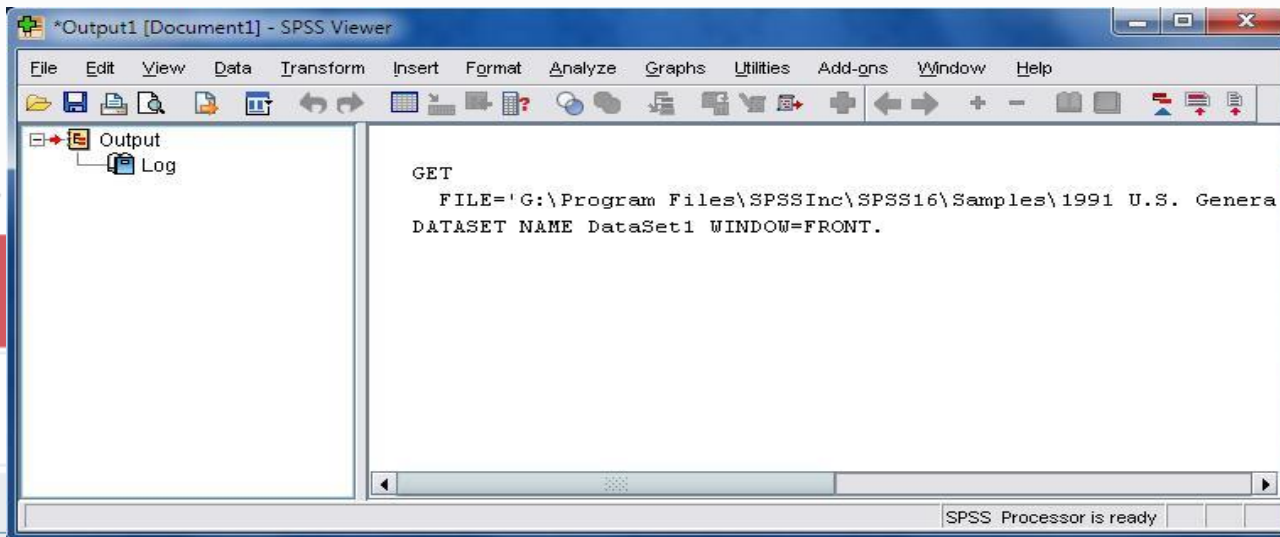 *Output1 [Document1] - SPSS Viewer
File Edit View Data Transform Insert Format Analyze Graphs Utilities Add-ons Window Help
Output
Log
GET
FILE='G:\Program Files\SPSSInc\SPSS16\Samples\1991 U.S. Genera
DATASET NAME DataSet1 WINDOW=FRONT.
SPSS Processor is ready